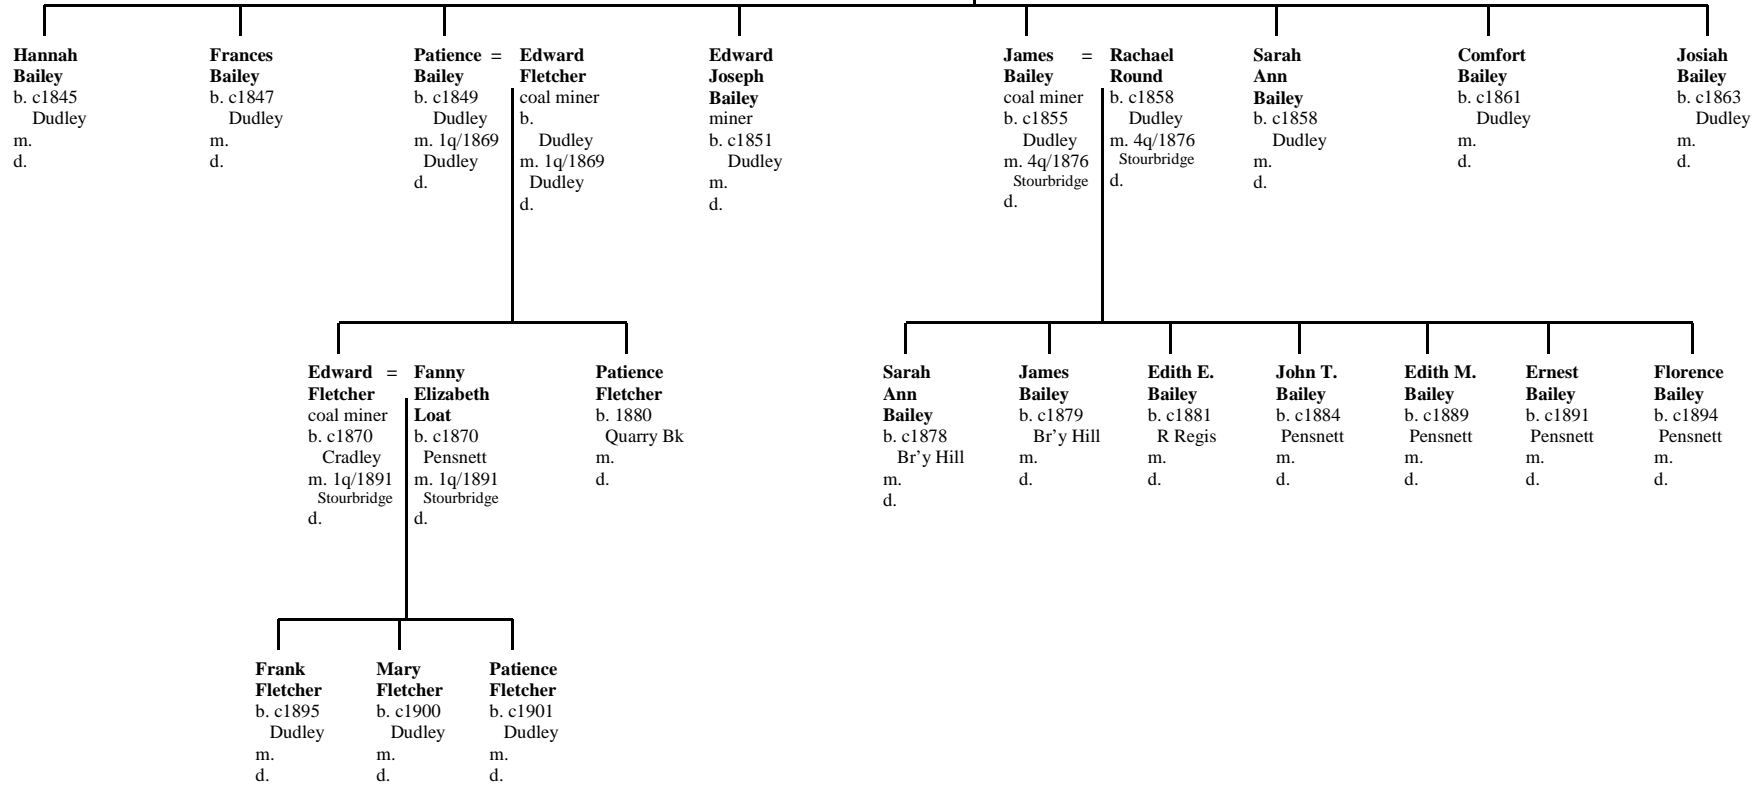 Hannah
Bailey
b. c1845
Dudley
m.
d.
Frances
Bailey
b. c1847
Dudley
m.
d.
Patience =
Bailey
b. c1849
Dudley
m. 1q/1869
Dudley
d.
Edward
Fletcher
coal miner
b.
Dudley
m. 1q/1869
Dudley
d.
Edward
Joseph
Bailey
miner
b. c1851
Dudley
m.
d.
James =
Bailey
coal miner
b. c1855
Dudley
m. 4q/1876
Stourbridge
d.
Rachael
Round
b. c1858
Dudley
m. 4q/1876
Stourbridge
d.
Sarah
Ann
Bailey
b. c1858
Dudley
m.
d.
Comfort
Bailey
b. c1861
Dudley
m.
d.
Josiah
Bailey
b. c1863
Dudley
m.
d.
Edward =
Fletcher
coal miner
b. c1870
Cradley
m. 1q/1891
Stourbridge
d.
Fanny
Elizabeth
Loat
b. c1870
Pensnett
m. 1q/1891
Stourbridge
d.
Patience
Fletcher
b. 1880
Quarry Bk
m.
d.
Sarah
Ann
Bailey
b. c1878
Br’y Hill
m.
d.
James
Bailey
b. c1879
Br’y Hill
m.
d.
Edith E.
Bailey
b. c1881
R Regis
m.
d.
John T.
Bailey
b. c1884
Pensnett
m.
d.
Edith M.
Bailey
b. c1889
Pensnett
m.
d.
Ernest
Bailey
b. c1891
Pensnett
m.
d.
Florence
Bailey
b. c1894
Pensnett
m.
d.
Frank
Fletcher
b. c1895
Dudley
m.
d.
Mary
Fletcher
b. c1900
Dudley
m.
d.
Patience
Fletcher
b. c1901
Dudley
m.
d.